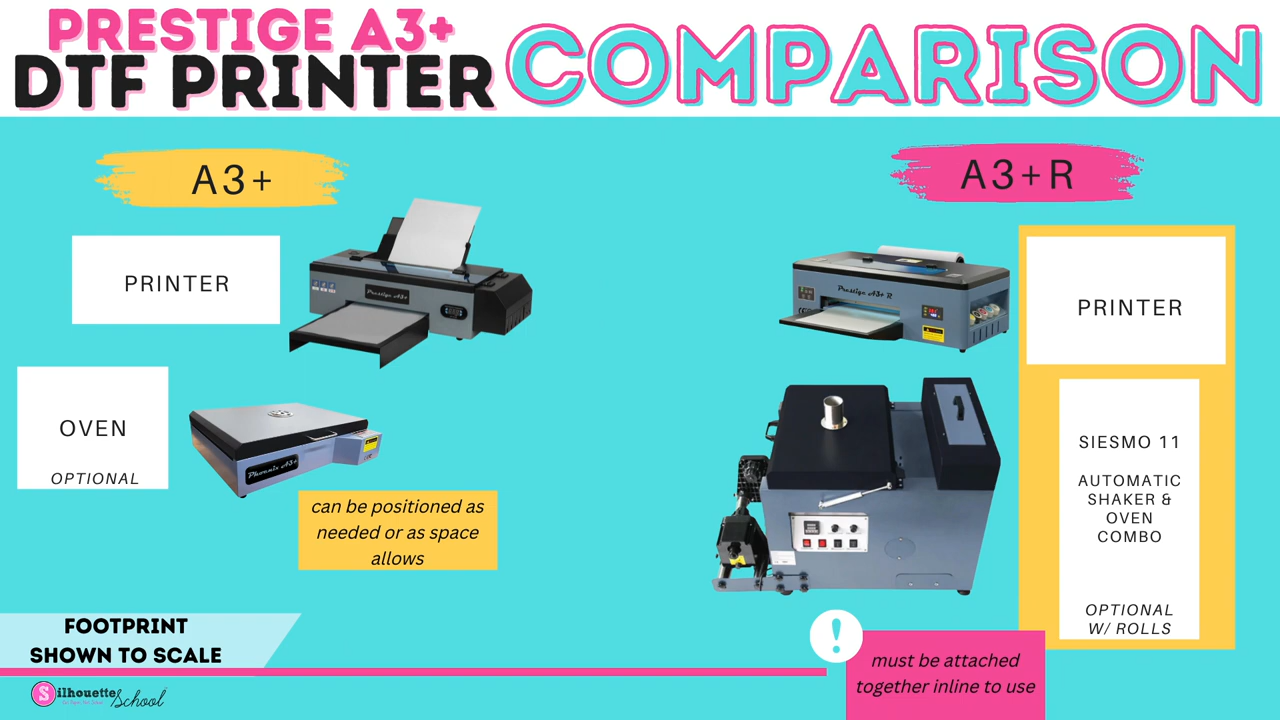 PRESTIGE A3+
DTF PRINTER
COMPARISON
A3+
A3+R
PRINTER
Prestige A3+
OVEN
OPTIONAL
Phoenix A3+
can be positioned as
needed or as space
allows
Prestige A3+ R
PRINTER
SIESMO 11
AUTOMATIC
SHAKER &
OVEN
COMBO
OPTIONAL
W/ ROLLS
!
must be attached
together inline to use
FOOTPRINT
SHOWN TO SCALE
Silhouette School